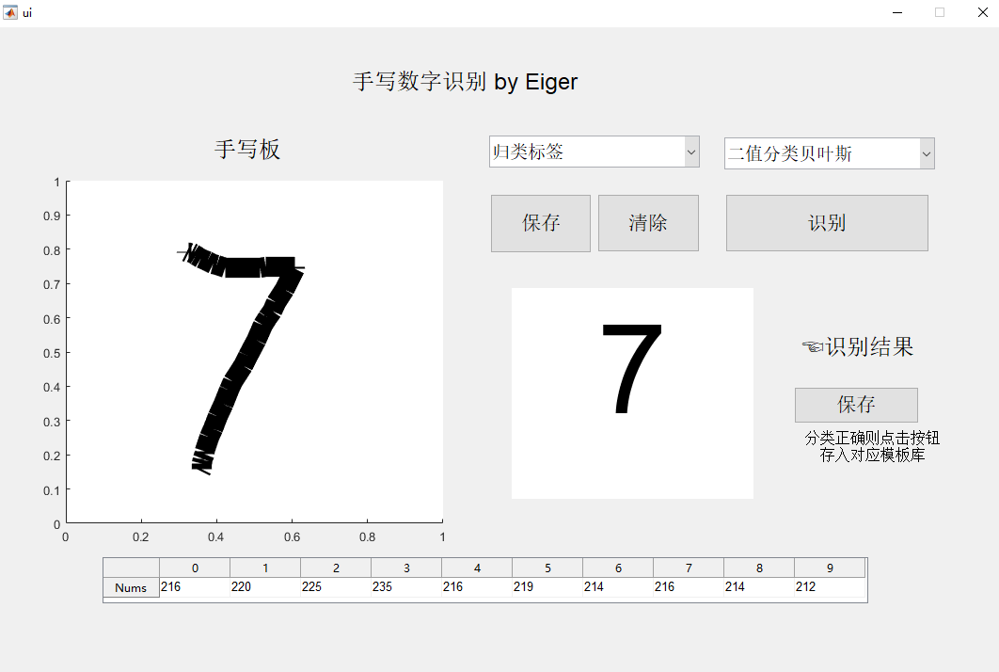 ui
手写数字识别 by Eiger
手写板
归类标签
二值分类贝叶斯
保存
清除
识别
1
0.9
0.8
0.7
0.6
0.5
0.4
0.3
0.2
0.1
0
0 0.2 0.4 0.6 0.8 1
7
7
☜识别结果
保存
分类正确则点击按钮
存入对应模板库
0 1 2 3 4 5 6 7 8 9
Nums 216 220 225 235 216 219 214 216 214 212